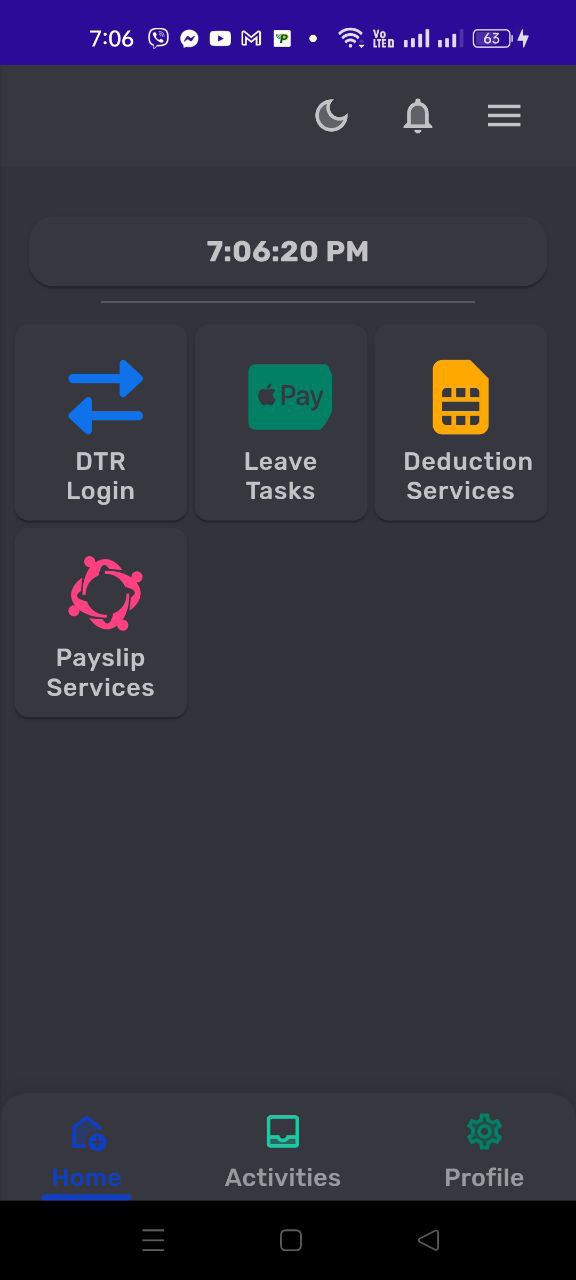 7:06
Vo
LTE D
63
7:06:20 PM
DTR
Login
Pay
Leave
Tasks
Deduction
Services
Payslip
Services
Home
Activities
Profile